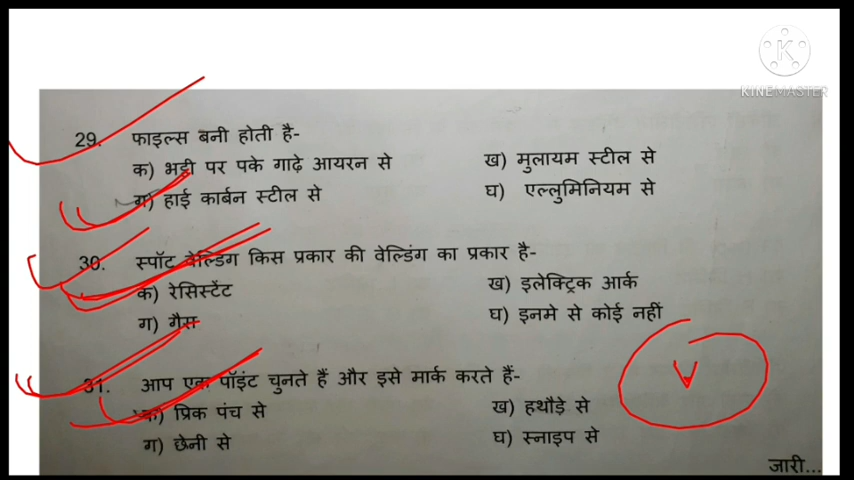 KINEMASTER
29. फाइल्स बनी होती है-
क) भट्टी पर पके गाढ़े आयरन से ख) मुलायम स्टील से
ग) हाई कार्बन स्टील से घ) एल्लुमिनियम से
30. स्पॉट वेल्डिंग किस प्रकार की वेल्डिंग का प्रकार है-
क) रेसिस्टेंट ख) इलेक्ट्रिक आर्क
ग) गैस घ) इनमे से कोई नहीं
31. आप एक पॉइंट चुनते हैं और इसे मार्क करते हैं-
क) प्रिक पंच से ख) हथौड़े से
ग) छेनी से घ) स्नाइप से
जारी...